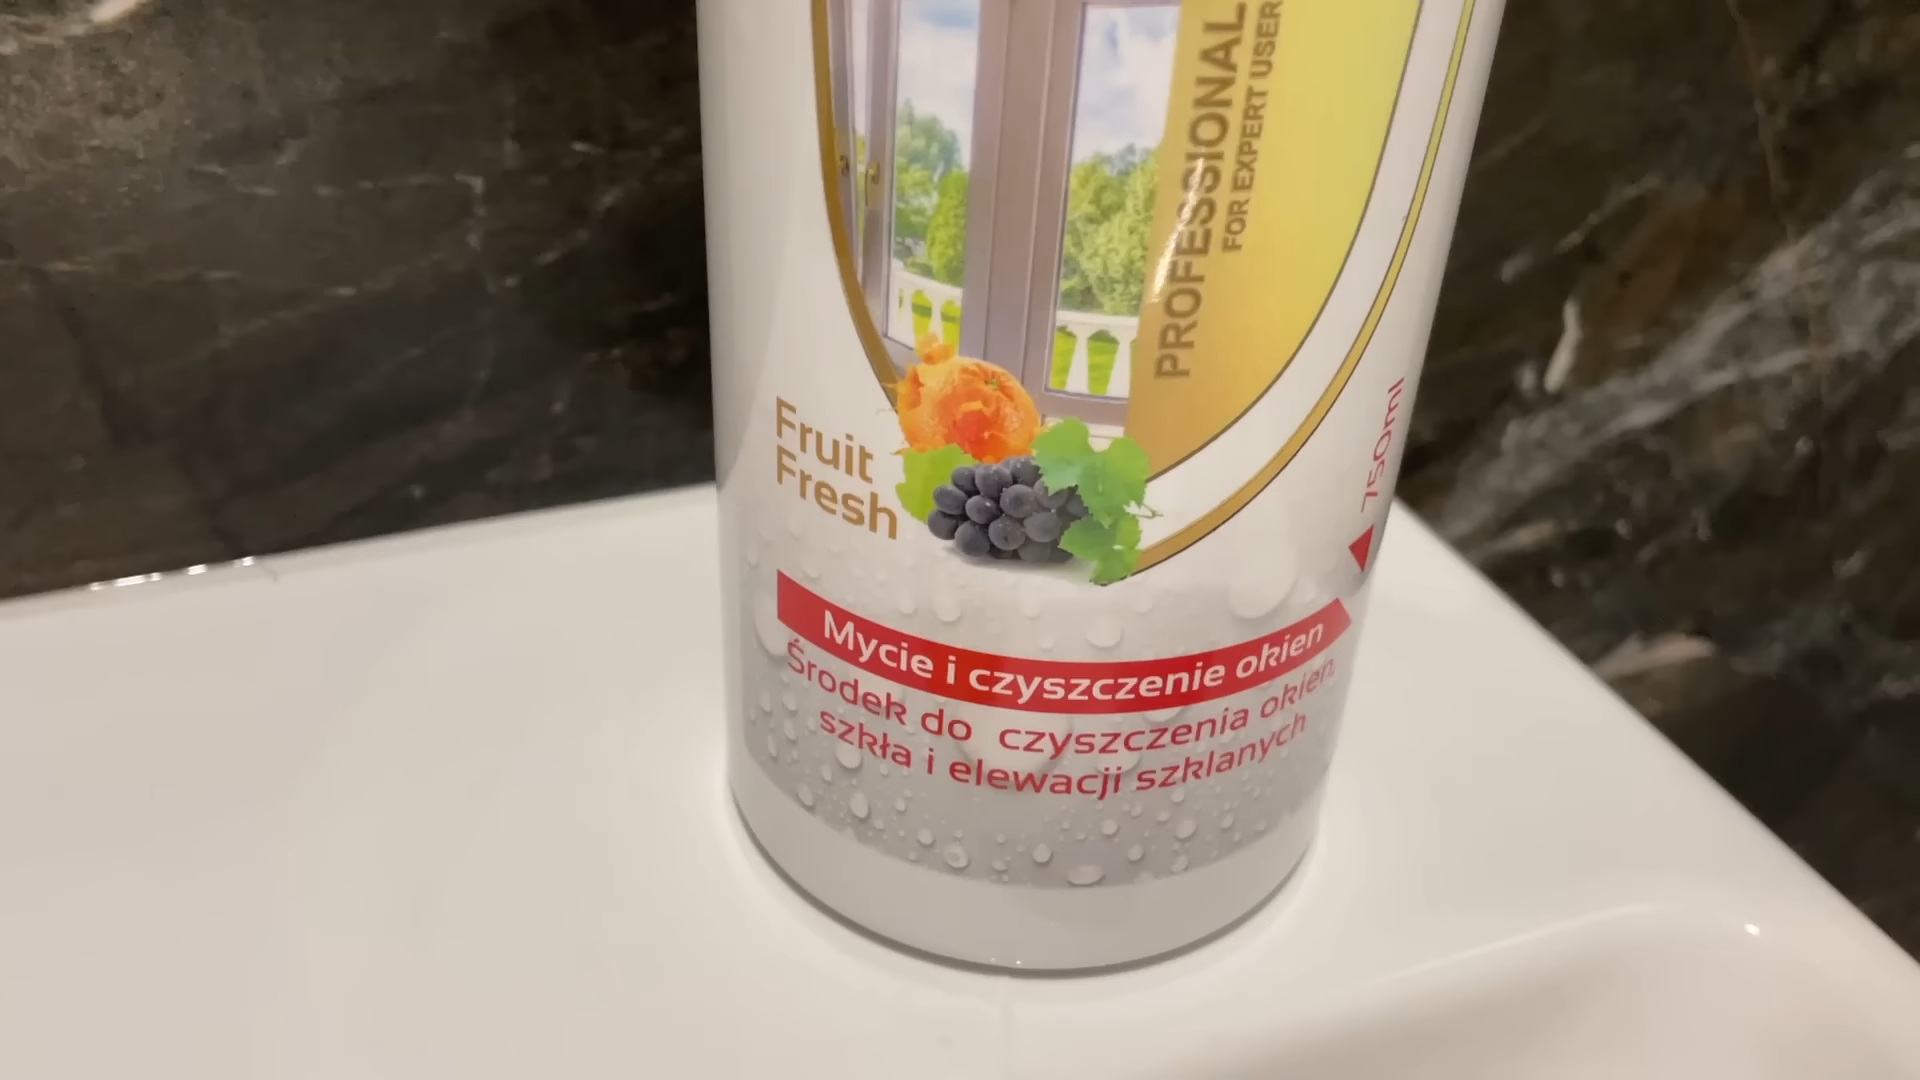 PROFESSIONAL
FOR EXPERT USER
Fruit
Fresh
750ml
Mycie i czyszczenie okien
Środek do czyszczenia okien,
szkła i elewacji szklanych